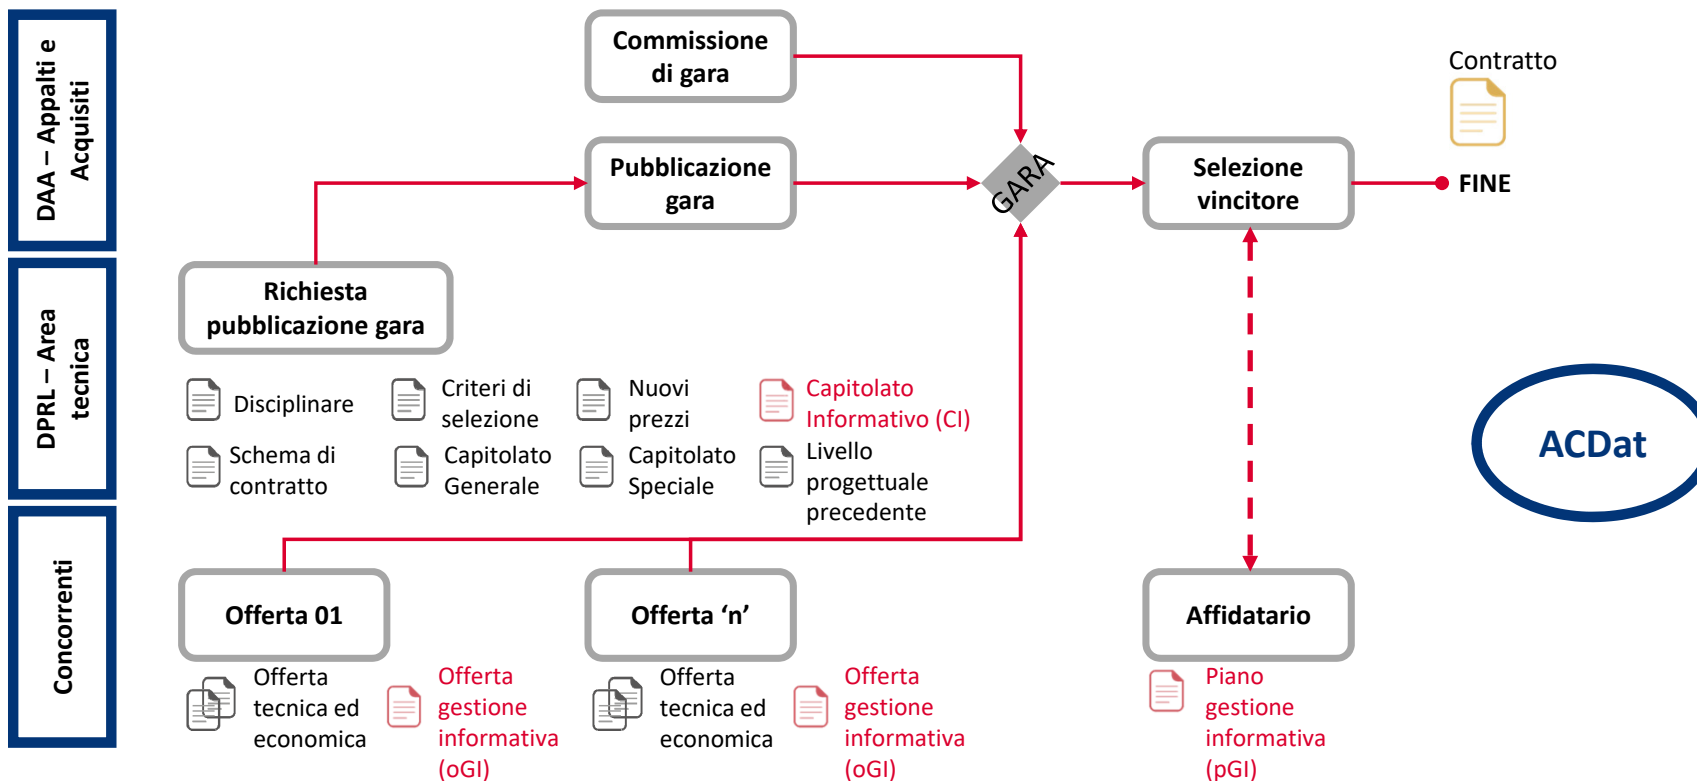 DAA – Appalti e
Acquisiti
Commissione
di gara
Pubblicazione
gara
GARA
Selezione
vincitore
Contratto
FINE
DPRL – Area
tecnica
Richiesta
pubblicazione gara
Disciplinare
Criteri di
selezione
Nuovi
prezzi
Capitolato
Informativo (CI)
Schema di
contratto
Capitolato
Generale
Capitolato
Speciale
Livello
progettuale
precedente
ACDat
Concorrenti
Offerta 01
Offerta ‘n’
Affidatario
Offerta
tecnica ed
economica
Offerta
gestione
informativa
(oGI)
Offerta
tecnica ed
economica
Offerta
gestione
informativa
(oGI)
Piano
gestione
informativa
(pGI)